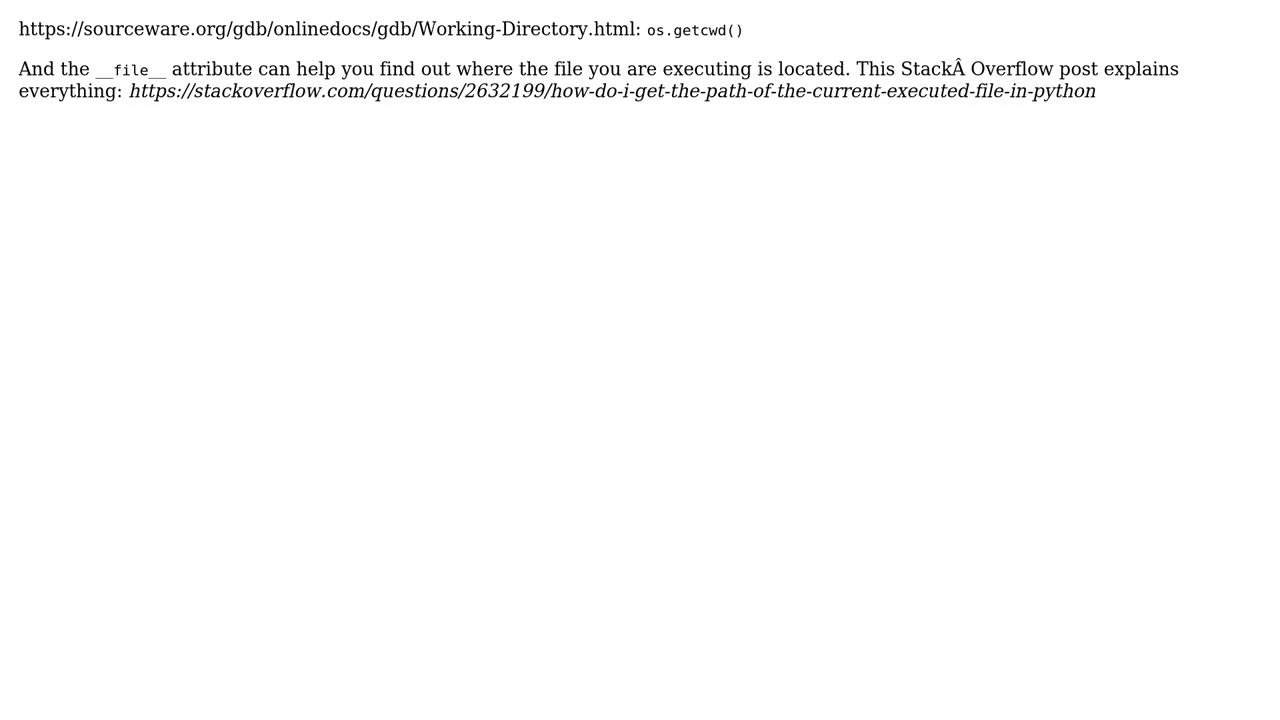 https://sourceware.org/gdb/onlinedocs/gdb/Working-Directory.html: os.getcwd()
And the __file__ attribute can help you find out where the file you are executing is located. This StackÂ Overflow post explains
everything: https://stackoverflow.com/questions/2632199/how-do-i-get-the-path-of-the-current-executed-file-in-python